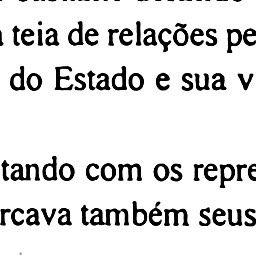 teia de relações pe
do Estado e sua v
tando com os repre
rcava também seus